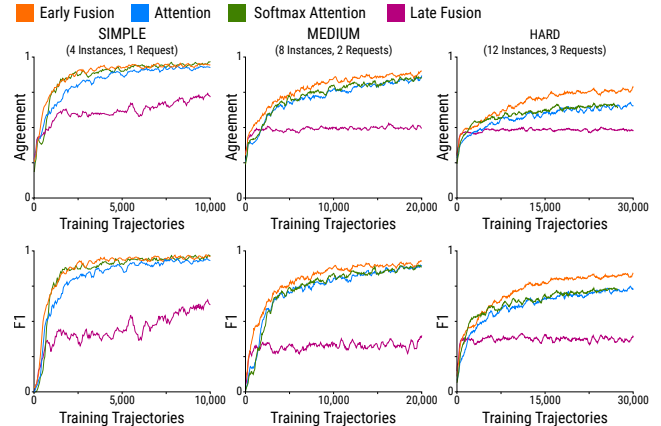 Early Fusion Attention Softmax Attention Late Fusion
SIMPLE MEDIUM HARD
(4 Instances, 1 Request) (8 Instances, 2 Requests) (12 Instances, 3 Requests)
1 1 1
Agreement Agreement Agreement
0 0 0
0 5,000 10,000 0 10,000 20,000 0 15,000 30,000
Training Trajectories Training Trajectories Training Trajectories
1 1 1
F1 F1 F1
0 0 0
0 5,000 10,000 0 10,000 20,000 0 15,000 30,000
Training Trajectories Training Trajectories Training Trajectories